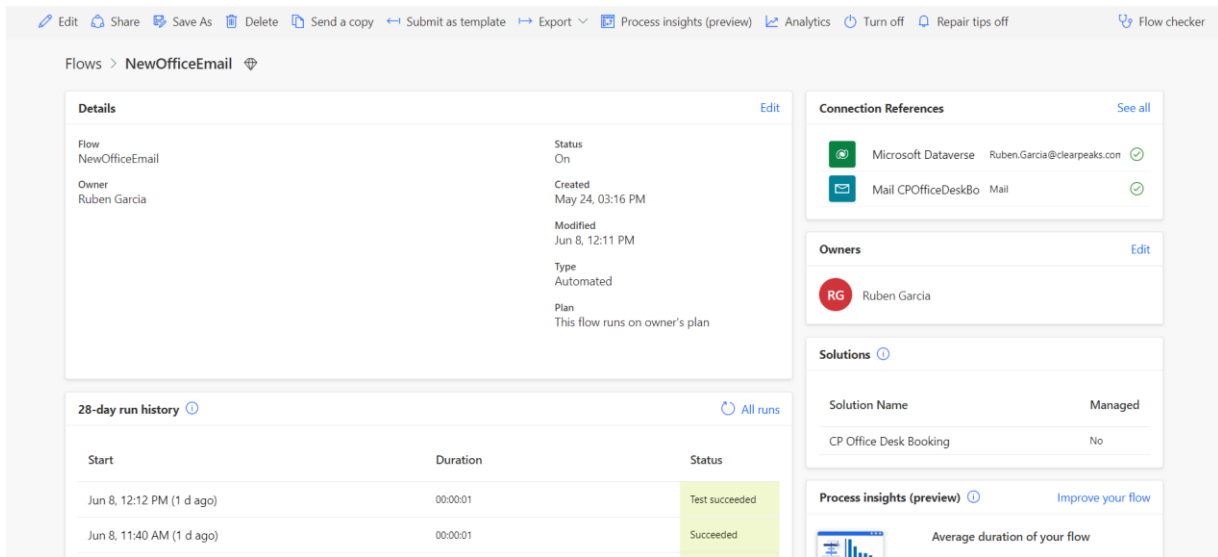 Edit Share Save As Delete Send a copy Submit as template Export Process insights (preview) Analytics Turn off Repair tips off Flow checker
Flows > NewOfficeEmail
Details Edit
Flow
NewOfficeEmail
Owner
Ruben Garcia
Status
On
Created
May 24, 03:16 PM
Modified
Jun 8, 12:11 PM
Type
Automated
Plan
This flow runs on owner's plan
28-day run history All runs
Start Duration Status
Jun 8, 12:12 PM (1 d ago) 00:00:01 Test succeeded
Jun 8, 11:40 AM (1 d ago) 00:00:01 Succeeded
Connection References See all
Microsoft Dataverse Ruben.Garcia@clearpeaks.con
Mail CPOfficeDeskBo Mail
Owners Edit
RG Ruben Garcia
Solutions
Solution Name Managed
CP Office Desk Booking No
Process insights (preview) Improve your flow
Average duration of your flow